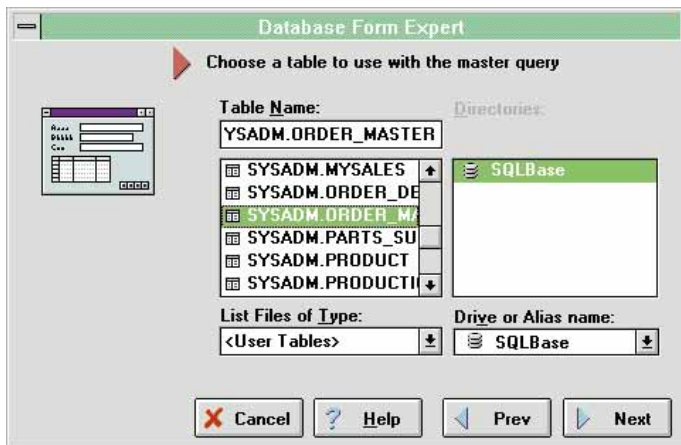 Database Form Expert
Choose a table to use with the master query
Table Name:
Directories:
YSADM.ORDER_MASTER
SYSADM.MYSALES
SYSADM.ORDER_DE
SYSADM.ORDER_MA
SYSADM.PARTS_SU
SYSADM.PRODUCT
SYSADM.PRODUCTI
SQLBase
List Files of Type:
<User Tables>
Drive or Alias name:
SQLBase
Cancel
? Help
Prev
Next